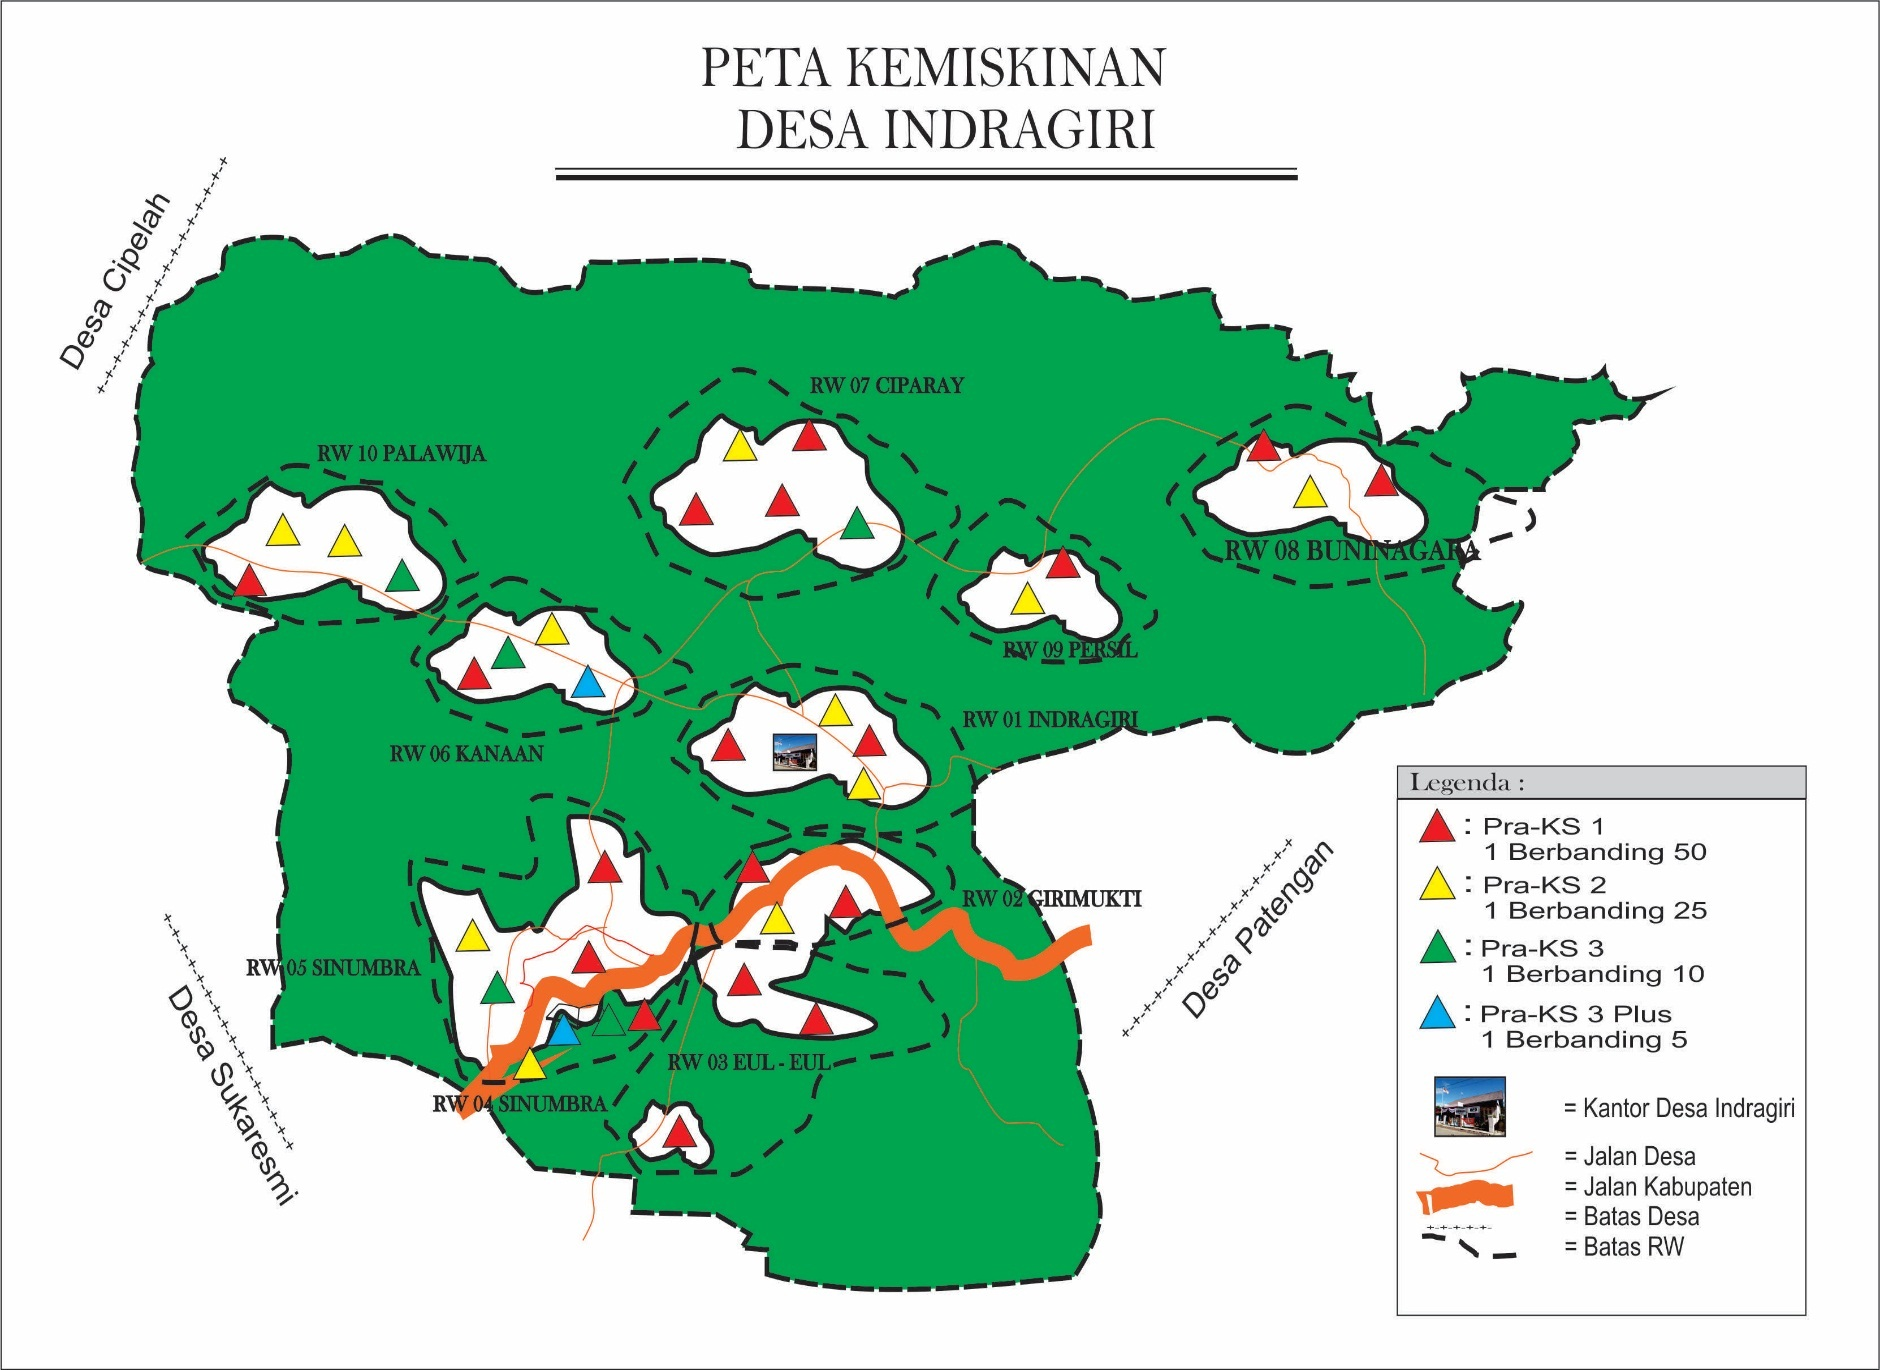 PETA KEMISKINAN
DESA INDRAGIRI
Desa Cipelah
RW 07 CIPARAY
RW 10 PALAWIJA
RW 08 BUNINAGARA
RW 09 PERSIL
RW 01 INDRAGIRI
RW 06 KANAAN
RW 02 GIRIMUKTI
RW 05 SINUMBRA
Desa Patengan
Desa Sukaresmi
RW 03 EUL - EUL
RW 04 SINUMBRA
Legenda :
: Pra-KS 1
1 Berbanding 50
: Pra-KS 2
1 Berbanding 25
: Pra-KS 3
1 Berbanding 10
: Pra-KS 3 Plus
1 Berbanding 5
= Kantor Desa Indragiri
= Jalan Desa
= Jalan Kabupaten
= Batas Desa
= Batas RW